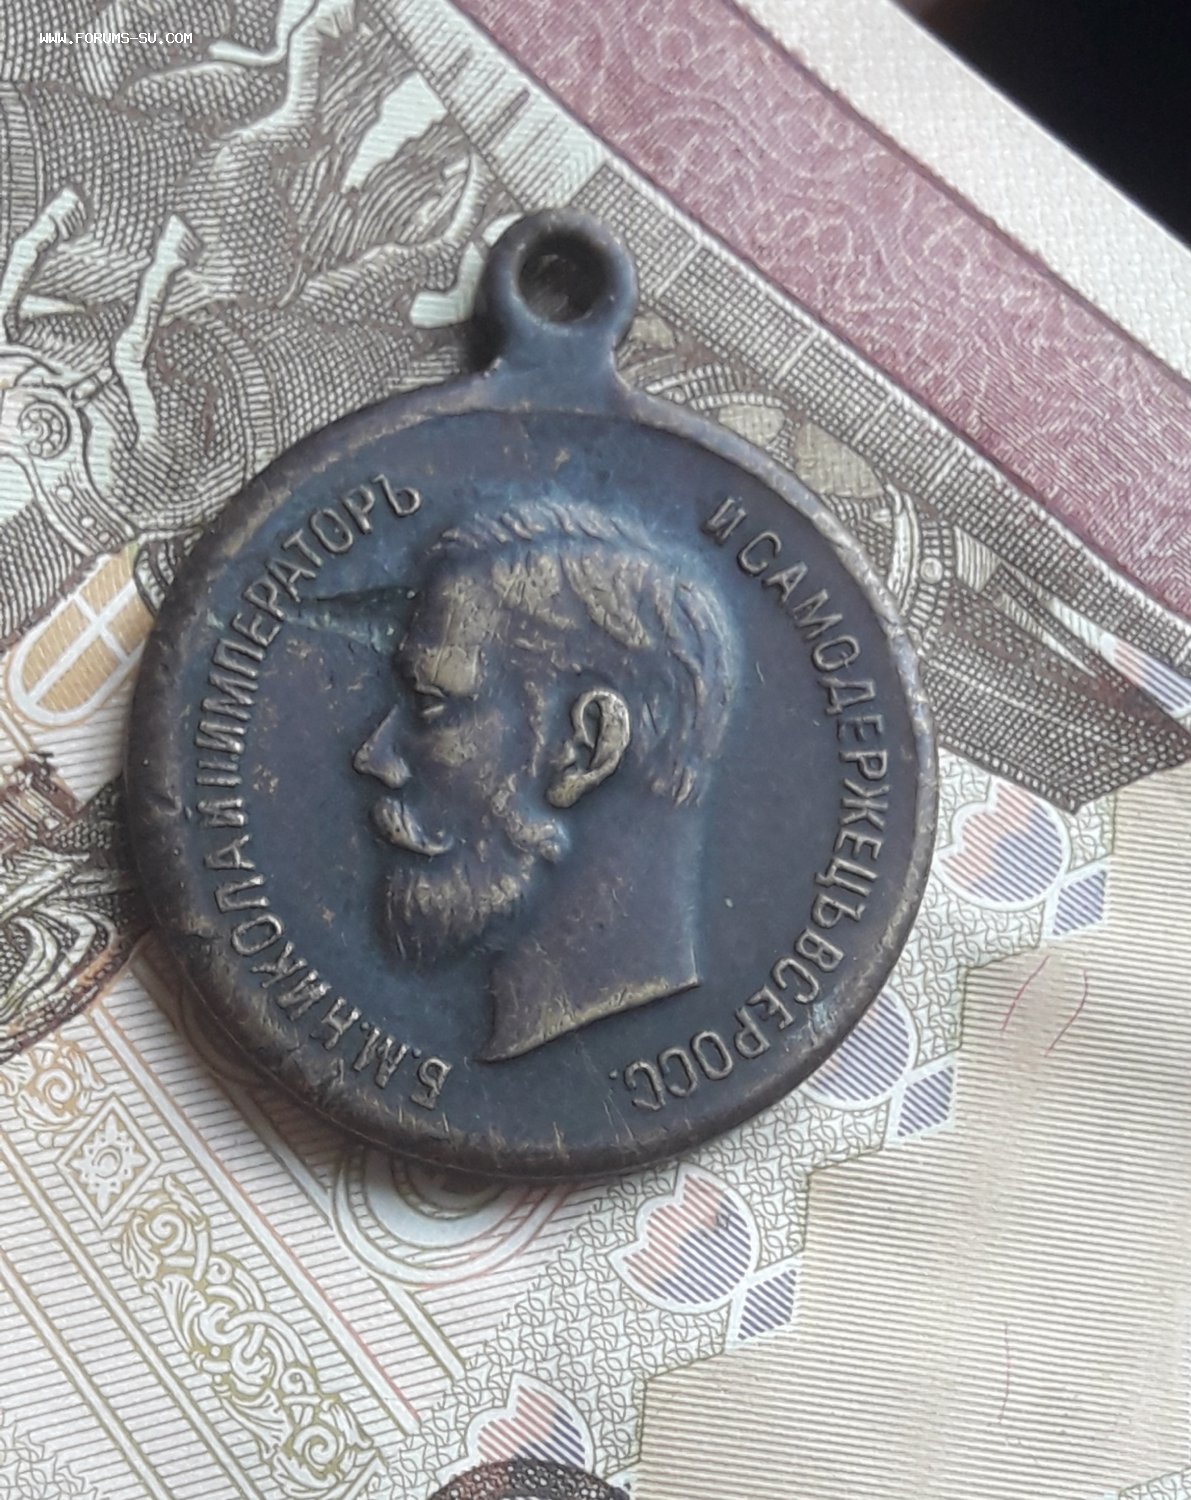 WWW.FORUMS-SU.COM
Б.М.НИКОЛАЙ II ИМПЕРАТОРЪ
И САМОДЕРЖЕЦЪ ВСЕРОСС.